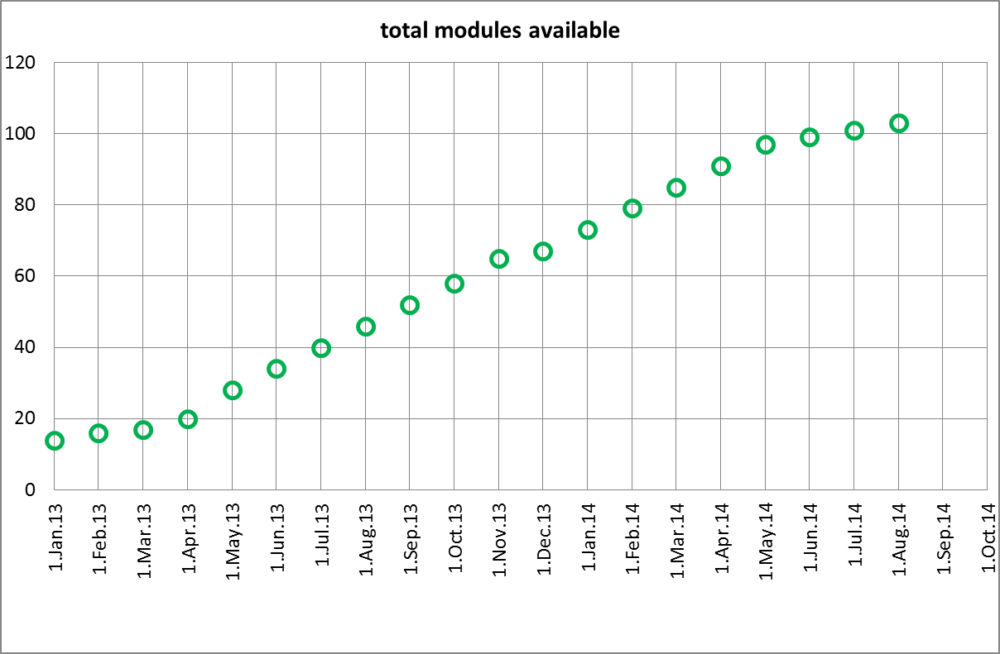 total modules available
120
100
80
60
40
20
0
1.Jan.13
1.Feb.13
1.Mar.13
1.Apr.13
1.May.13
1.Jun.13
1.Jul.13
1.Aug.13
1.Sep.13
1.Oct.13
1.Nov.13
1.Dec.13
1.Jan.14
1.Feb.14
1.Mar.14
1.Apr.14
1.May.14
1.Jun.14
1.Jul.14
1.Aug.14
1.Sep.14
1.Oct.14